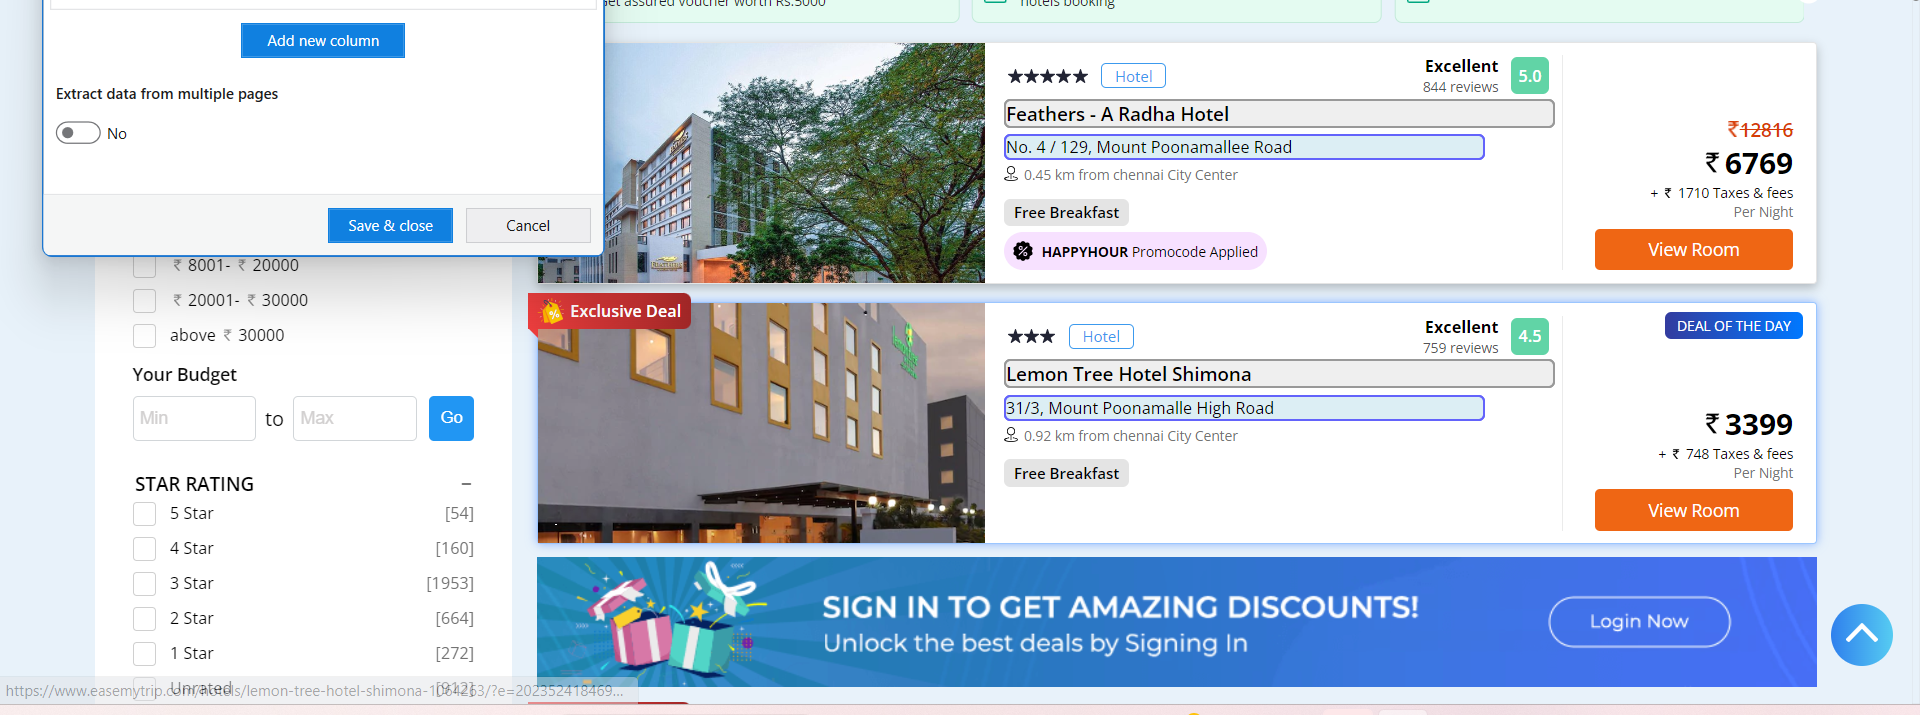 Get assured voucher worth Rs.5000
hotels booking
Add new column
Extract data from multiple pages
No
Save & close
Cancel
₹ 8001- ₹ 20000
₹ 20001- ₹ 30000
above ₹ 30000
Your Budget
Min
to
Max
Go
STAR RATING
5 Star [54]
4 Star [160]
3 Star [1953]
2 Star [664]
1 Star [272]
Unrated [912]
https://www.easemytrip.com/hotels/lemon-tree-hotel-shimona-1064263/?e=202352418469...
Hotel
Excellent
844 reviews
5.0
Feathers - A Radha Hotel
No. 4 / 129, Mount Poonamallee Road
0.45 km from chennai City Center
Free Breakfast
HAPPYHOUR Promocode Applied
₹12816
₹ 6769
+ ₹ 1710 Taxes & fees
Per Night
View Room
Exclusive Deal
Hotel
Excellent
759 reviews
4.5
DEAL OF THE DAY
Lemon Tree Hotel Shimona
31/3, Mount Poonamalle High Road
0.92 km from chennai City Center
Free Breakfast
₹ 3399
+ ₹ 748 Taxes & fees
Per Night
View Room
SIGN IN TO GET AMAZING DISCOUNTS!
Unlock the best deals by Signing In
Login Now